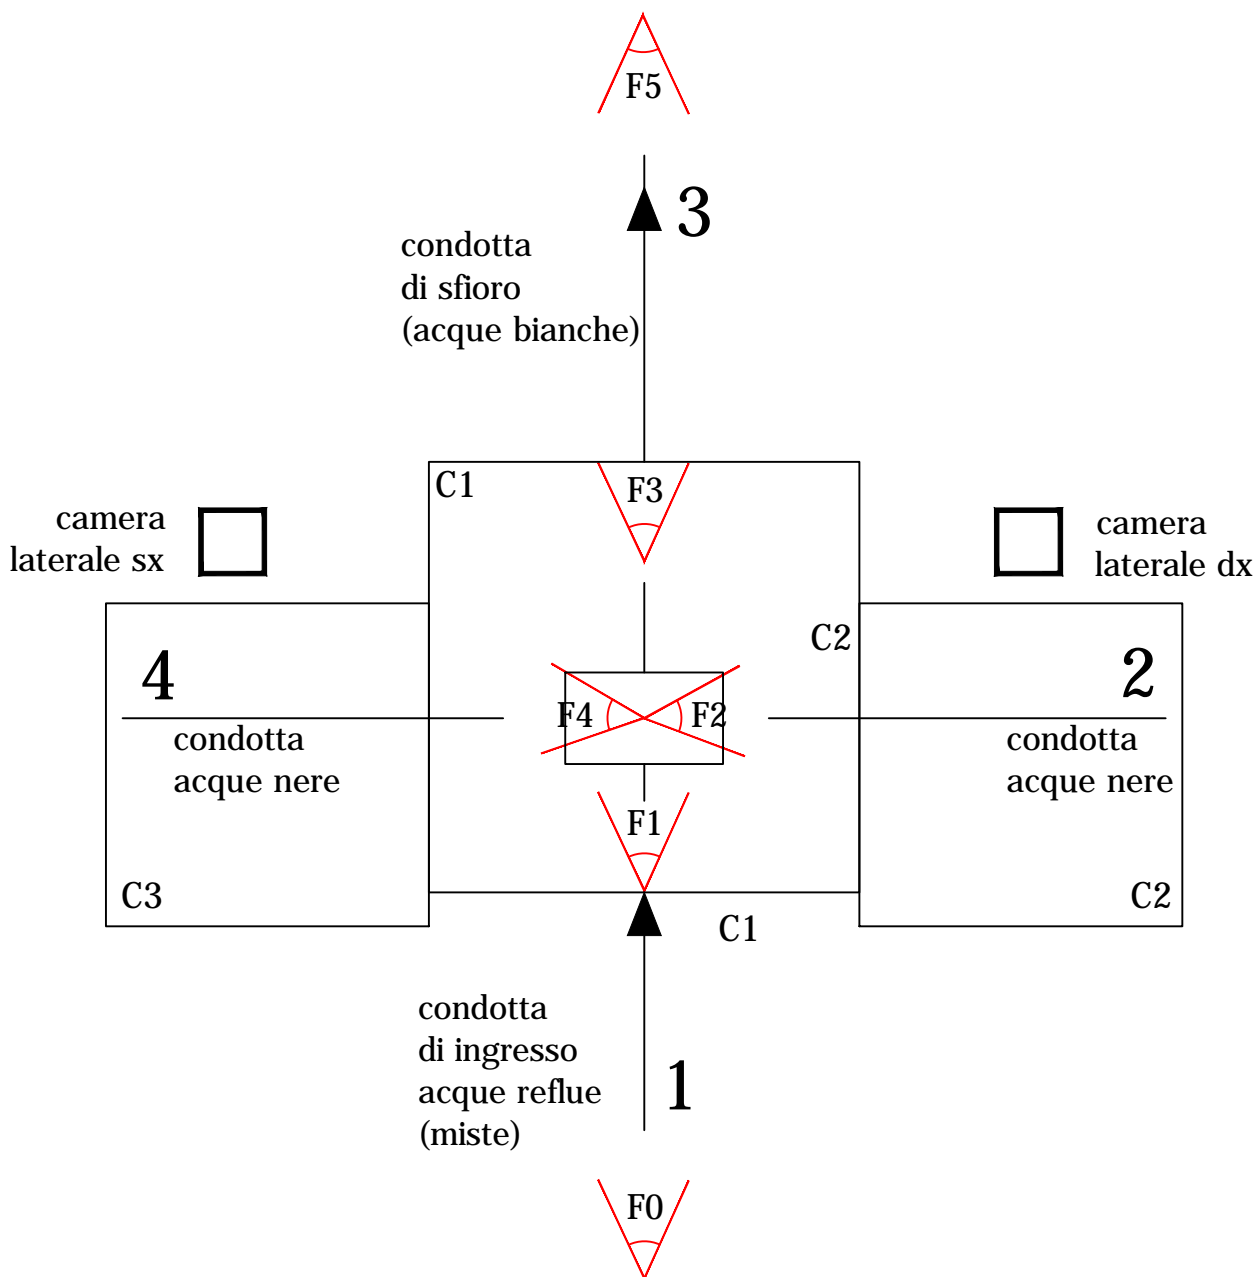 F5
3
condotta
di sfioro
(acque bianche)
C1
F3
camera
laterale sx
camera
laterale dx
C2
4
2
F4
F2
condotta
acque nere
condotta
acque nere
F1
C3
C2
C1
condotta
di ingresso
acque reflue
(miste)
1
F0